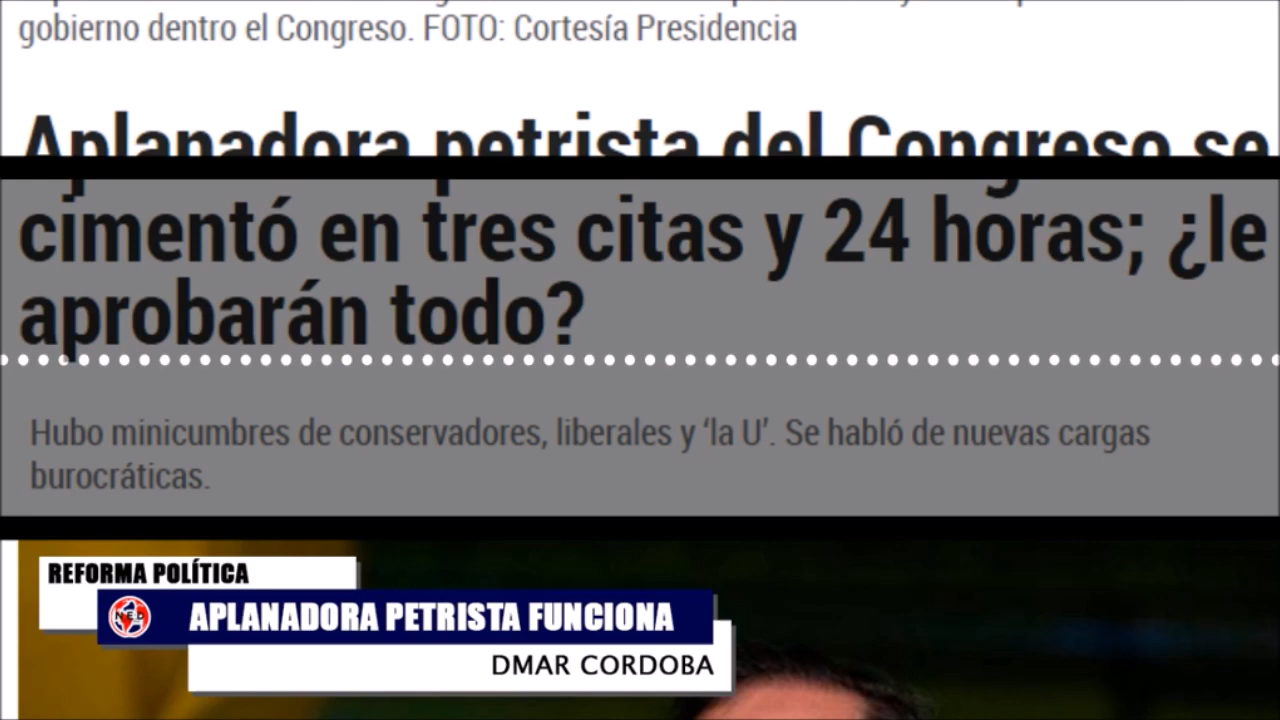 gobierno dentro el Congreso. FOTO: Cortesía Presidencia
Aplanadora petrista del Congreso se
cimentó en tres citas y 24 horas; ¿le
aprobarán todo?
Hubo minicumbres de conservadores, liberales y ‘la U’. Se habló de nuevas cargas
burocráticas.
REFORMA POLÍTICA
NED
APLANADORA PETRISTA FUNCIONA
DMAR CORDOBA